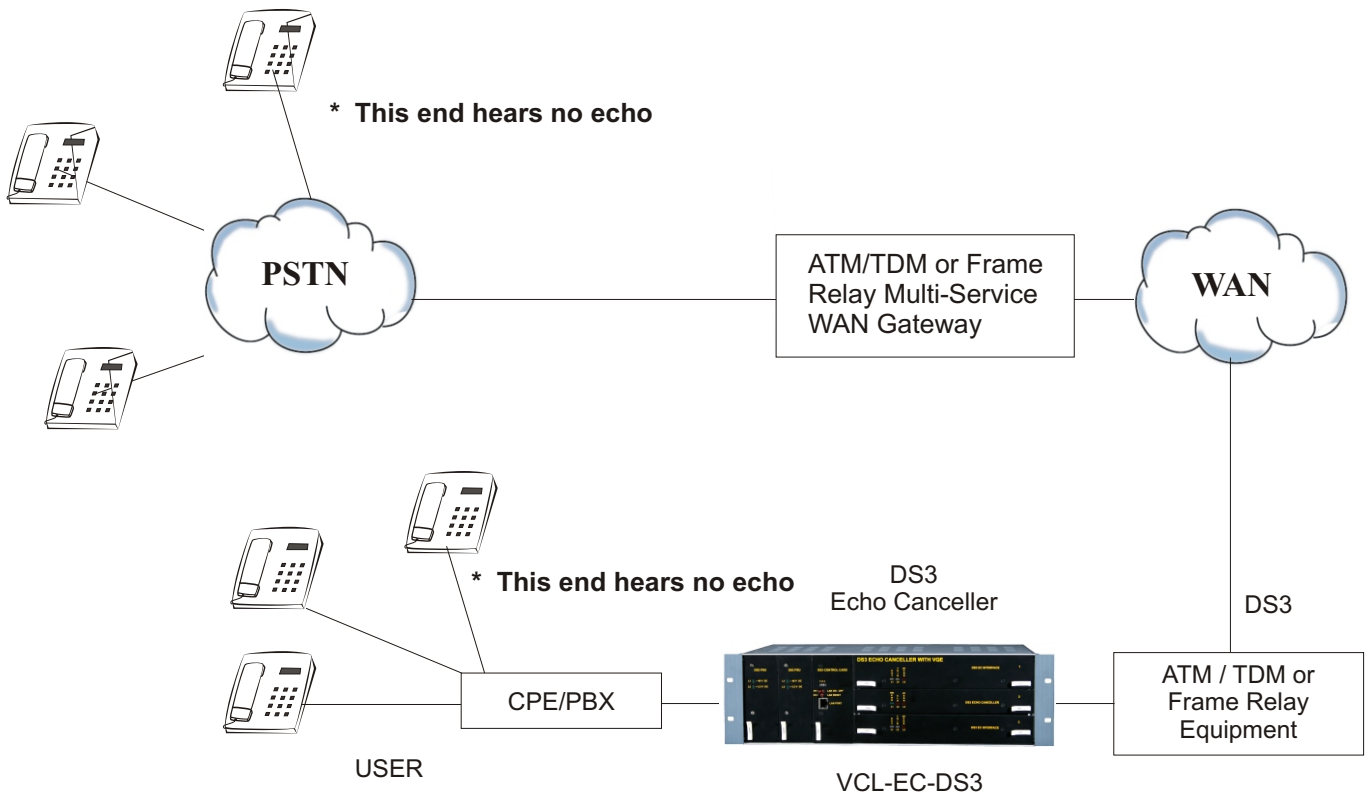 * This end hears no echo
PSTN
ATM/TDM or Frame
Relay Multi-Service
WAN Gateway
WAN
* This end hears no echo
DS3
Echo Canceller
DS3
CPE/PBX
DS3 ECHO CANCELLER WITH VQE
ATM / TDM or
Frame Relay
Equipment
USER
VCL-EC-DS3